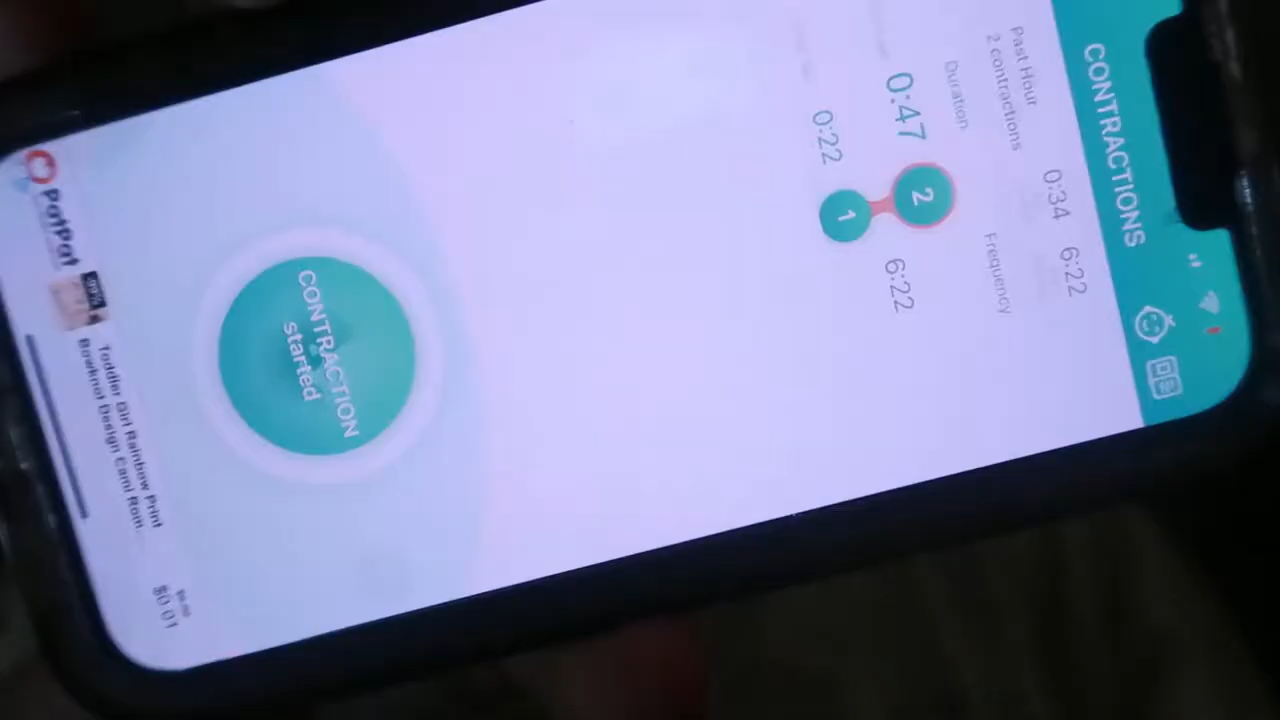 CONTRACTIONS
Past Hour
2 contractions
0:34
6:22
Duration
Frequency
0:47
2
6:22
0:22
1
CONTRACTION
started
PatPat
Toddler Girl Rainbow Print
Bowknot Design Cami Rom...
$0.01